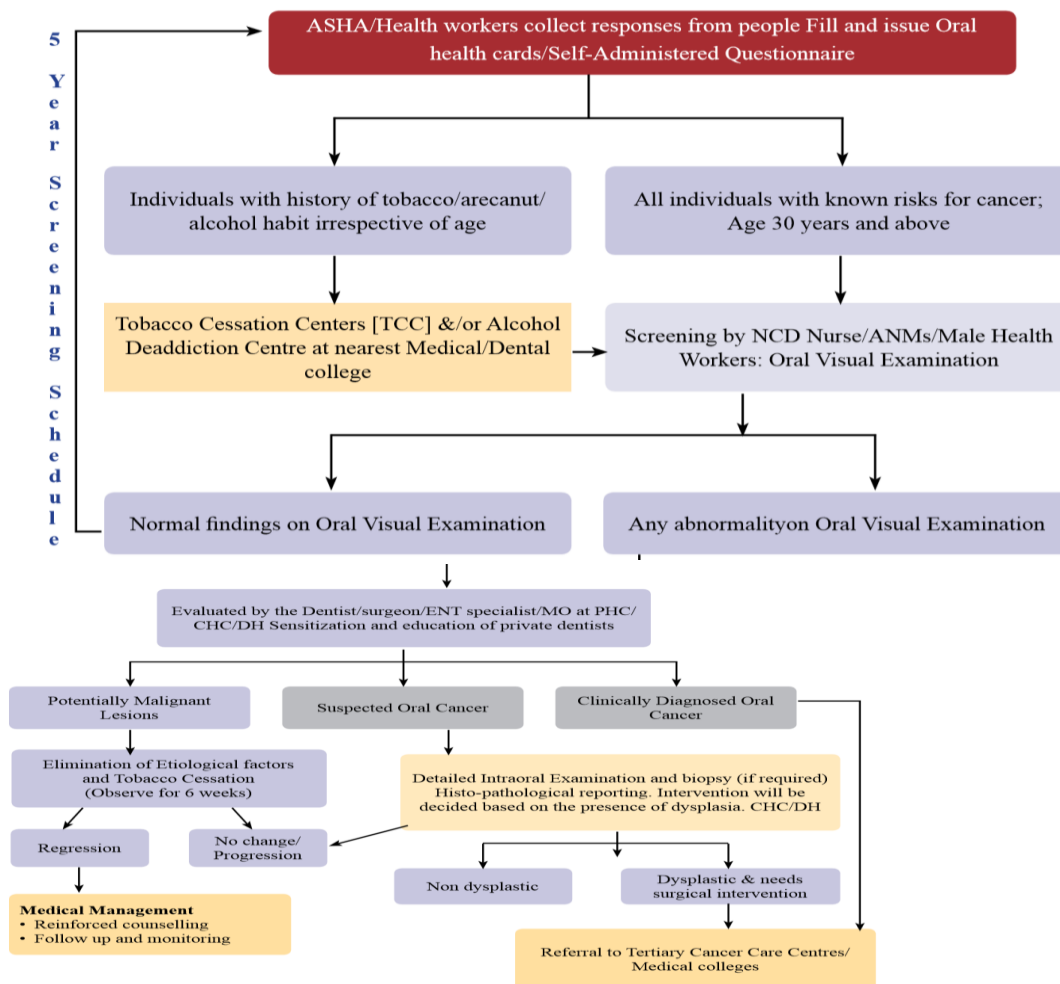 ASHA/Health workers collect responses from people Fill and issue Oral
health cards/Self-Administered Questionnaire
5 Year Screening Schedule
Individuals with history of tobacco/arecanut/
alcohol habit irrespective of age
All individuals with known risks for cancer;
Age 30 years and above
Tobacco Cessation Centers [TCC] &/or Alcohol
Deaddiction Centre at nearest Medical/Dental
college
Screening by NCD Nurse/ANMs/Male Health
Workers: Oral Visual Examination
Normal findings on Oral Visual Examination
Any abnormalityon Oral Visual Examination
Evaluated by the Dentist/surgeon/ENT specialist/MO at PHC/
CHC/DH Sensitization and education of private dentists
Potentially Malignant
Lesions
Suspected Oral Cancer
Clinically Diagnosed Oral
Cancer
Elimination of Etiological factors
and Tobacco Cessation
(Observe for 6 weeks)
Detailed Intraoral Examination and biopsy (if required)
Histo-pathological reporting. Intervention will be
decided based on the presence of dysplasia. CHC/DH
Regression
No change/
Progression
Non dysplastic
Dysplastic & needs
surgical intervention
Medical Management
• Reinforced counselling
• Follow up and monitoring
Referral to Tertiary Cancer Care Centres/
Medical colleges